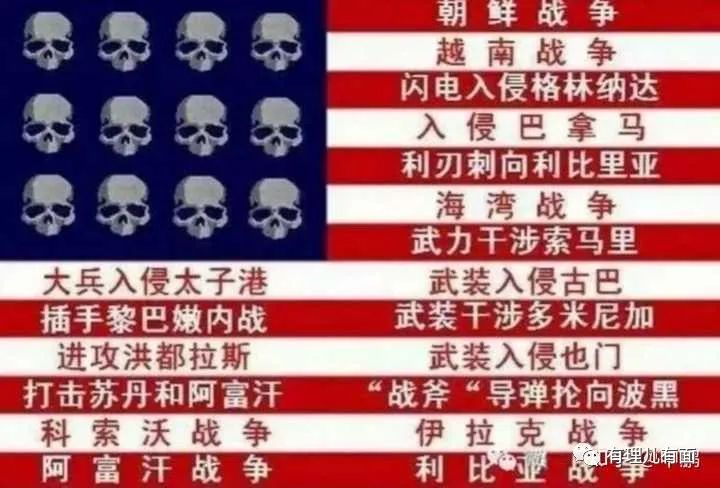 朝鲜战争
越南战争
闪电入侵格林纳达
入侵巴拿马
利刃刺向利比里亚
海湾战争
武力干涉索马里
大兵入侵太子港 武装入侵古巴
插手黎巴嫩内战 武装干涉多米尼加
进攻洪都拉斯 武装入侵也门
打击苏丹和阿富汗 “战斧“导弹抡向波黑
科索沃战争 伊拉克战争
阿富汗战争 利比亚战争
有理儿有面